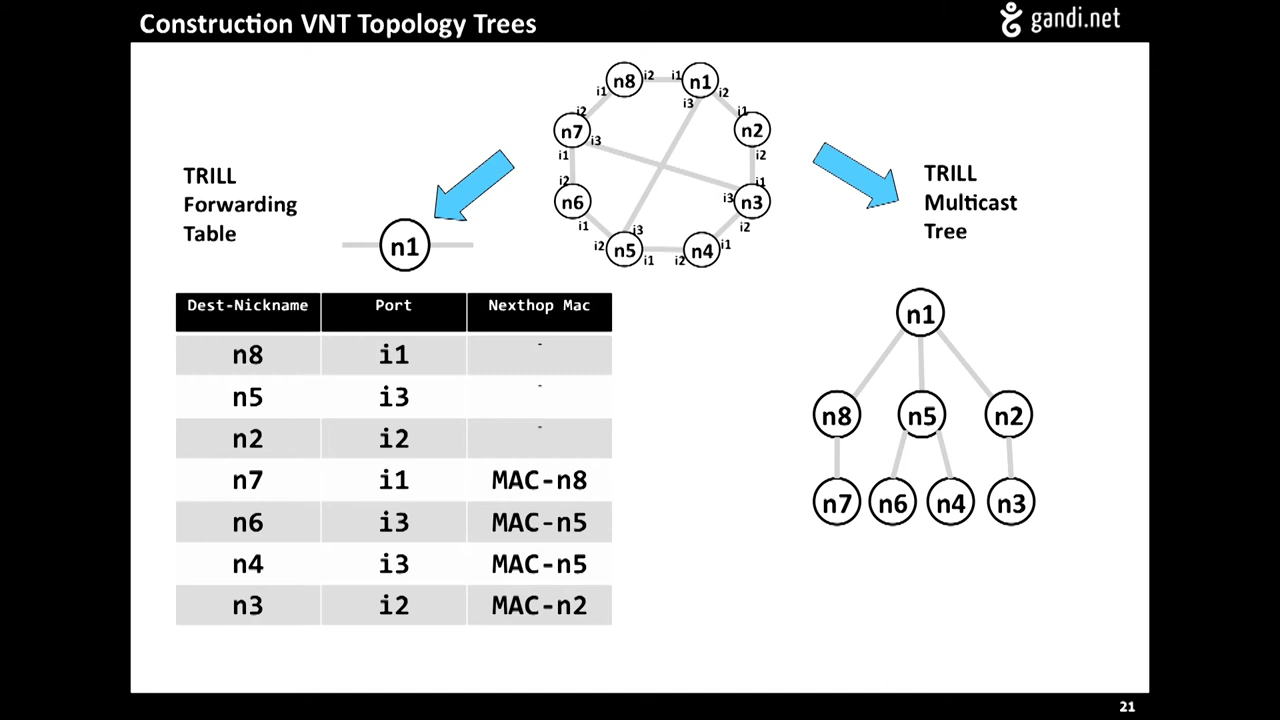 Construction VNT Topology Trees
gandi.net
n8 i2 i1 n1
i1 i3 i2
i2 i1
n7 i3 n2
i1 i2
i2 i1
n6 i3 n3
i1 i3 i2
i2 n5 i1 i2 n4 i1
TRILL
Forwarding
Table
n1
TRILL
Multicast
Tree
Dest-Nickname Port Nexthop Mac
n8 i1 -
n5 i3 -
n2 i2 -
n7 i1 MAC-n8
n6 i3 MAC-n5
n4 i3 MAC-n5
n3 i2 MAC-n2
n1
n8 n5 n2
n7 n6 n4 n3
21